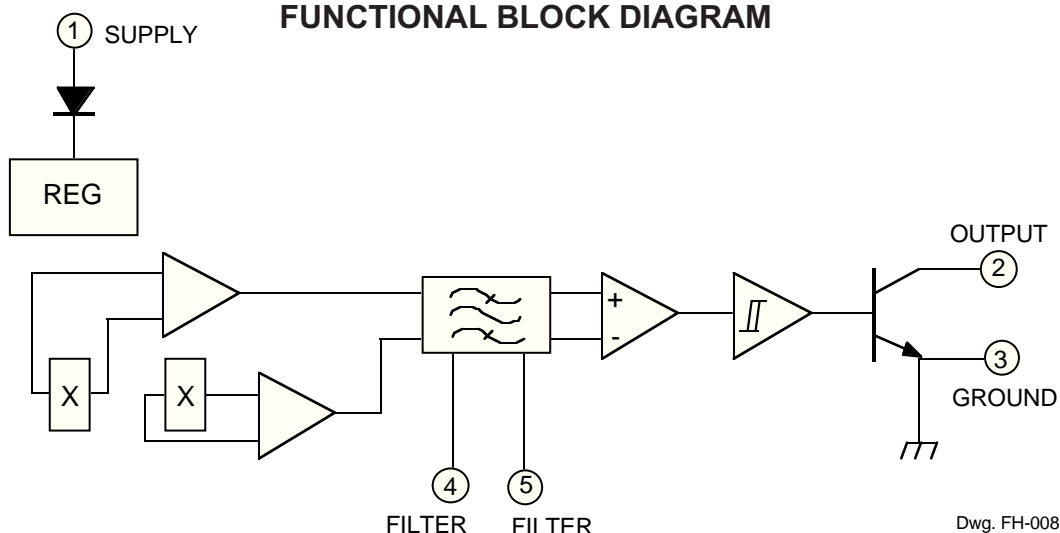 FUNCTIONAL BLOCK DIAGRAM
1 SUPPLY
REG
X
X
+
-
OUTPUT
2
3
GROUND
4
5
FILTER
FILTER
Dwg. FH-008